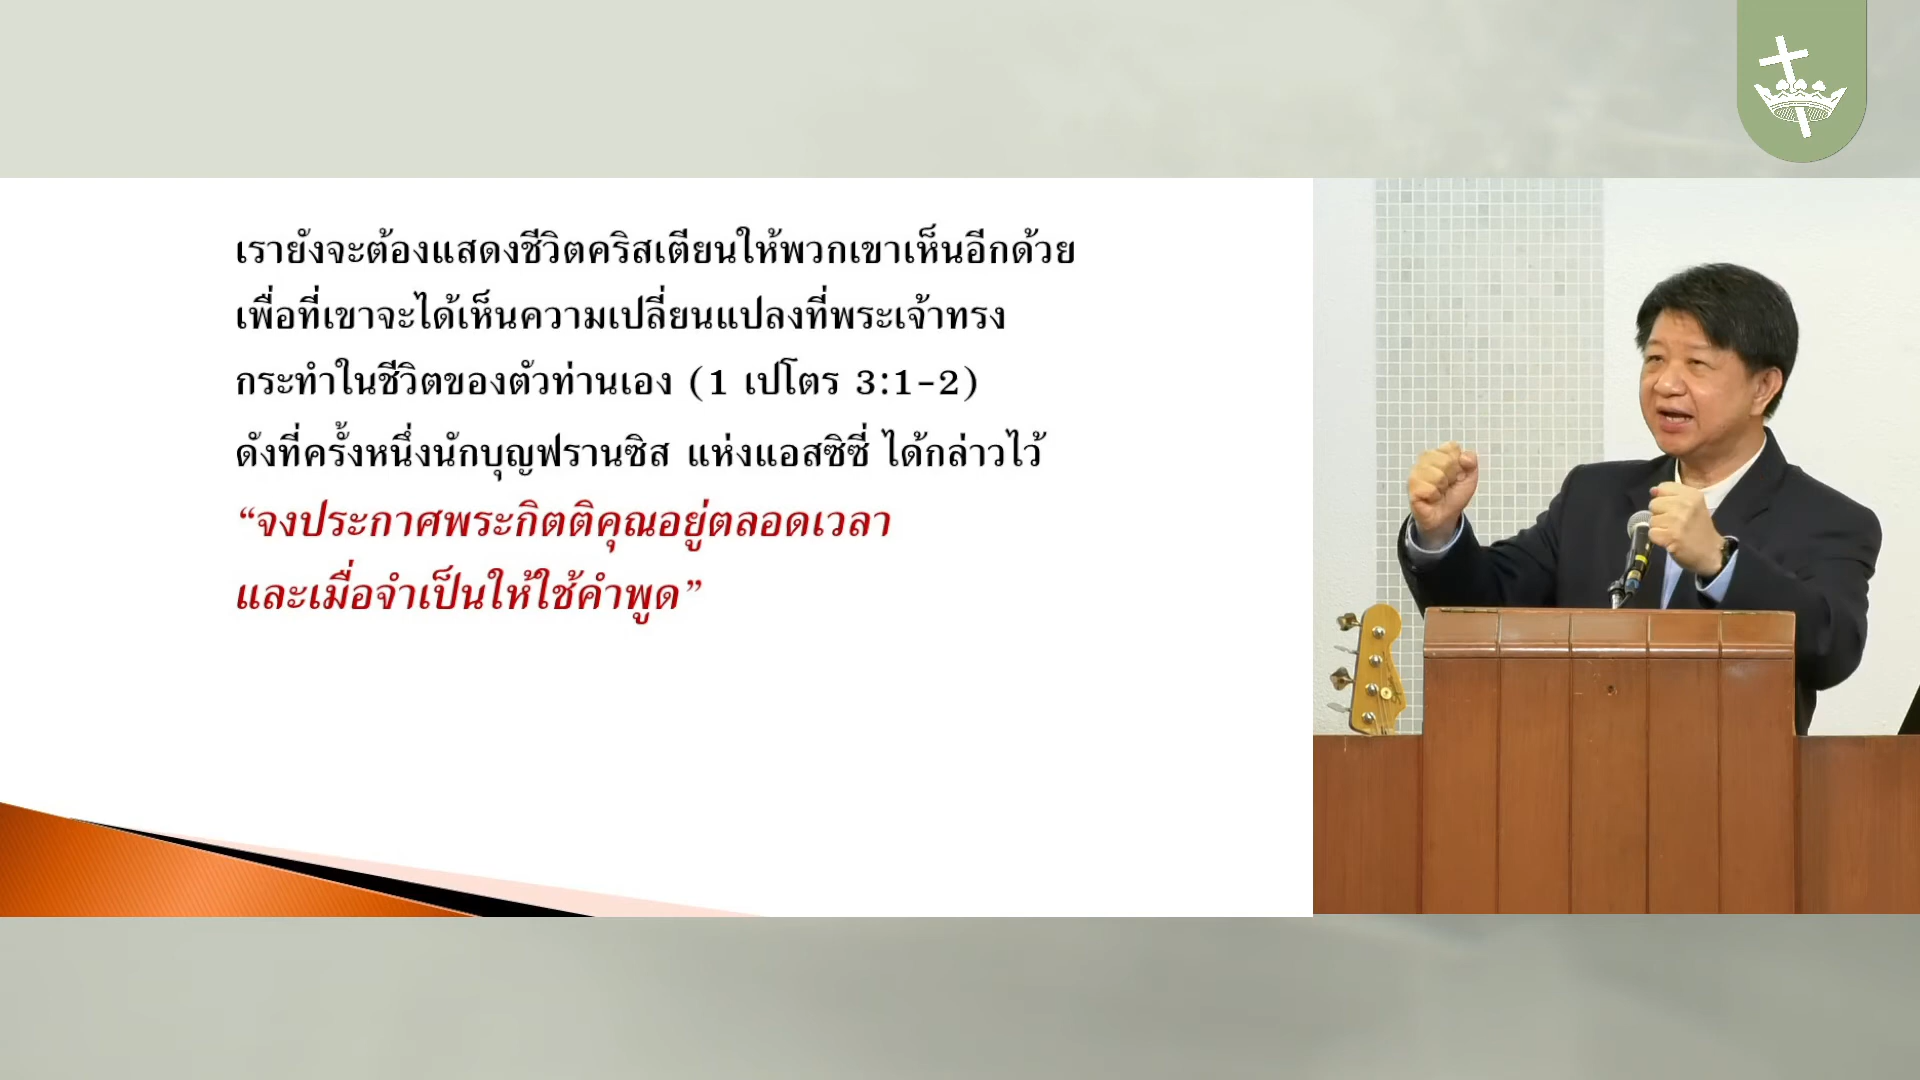 เรายังจะต้องแสดงชีวิตคริสเตียนให้พวกเขาเห็นอีกด้วย
เพื่อที่เขาจะได้เห็นความเปลี่ยนแปลงที่พระเจ้าทรง
กระทำในชีวิตของตัวท่านเอง (1 เปโตร 3:1-2)
ดังที่ครั้งหนึ่งนักบุญฟรานซิส แห่งแอสซิซี่ ได้กล่าวไว้
“จงประกาศพระกิตติคุณอยู่ตลอดเวลา
และเมื่อจำเป็นให้ใช้คำพูด”